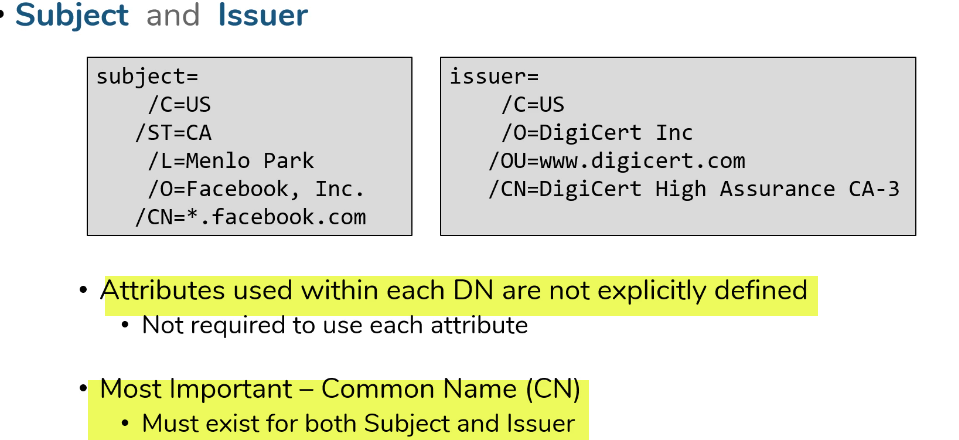 • Subject and Issuer
subject=
/C=US
/ST=CA
/L=Menlo Park
/O=Facebook, Inc.
/CN=*.facebook.com
issuer=
/C=US
/O=DigiCert Inc
/OU=www.digicert.com
/CN=DigiCert High Assurance CA-3
• Attributes used within each DN are not explicitly defined
• Not required to use each attribute
• Most Important – Common Name (CN)
• Must exist for both Subject and Issuer